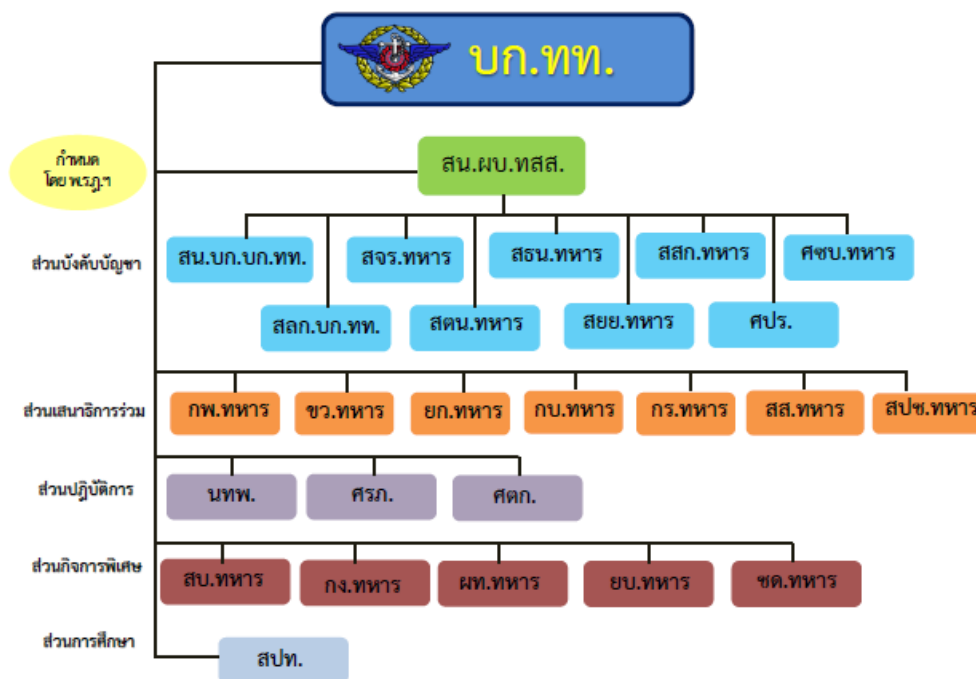 บก.ทท.
กำหนด
โดย พ.ร.ฎ.ฯ
สน.ผบ.ทสส.
ส่วนบังคับบัญชา
สน.บก.บก.ทท.
สจร.ทหาร
สธน.ทหาร
สสก.ทหาร
ศซบ.ทหาร
สลก.บก.ทท.
สตน.ทหาร
สยย.ทหาร
ศปร.
ส่วนเสนาธิการร่วม
กพ.ทหาร
ขว.ทหาร
ยก.ทหาร
กบ.ทหาร
กร.ทหาร
สส.ทหาร
สปช.ทหาร
ส่วนปฏิบัติการ
นทพ.
ศรภ.
ศตก.
ส่วนกิจการพิเศษ
สบ.ทหาร
กง.ทหาร
ผท.ทหาร
ยบ.ทหาร
ชด.ทหาร
ส่วนการศึกษา
สปท.